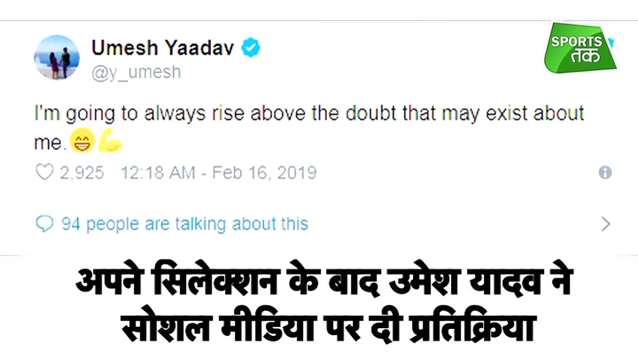 Umesh Yaadav
SPORTS
तक
@y_umesh
I'm going to always rise above the doubt that may exist about
me.😁💪
2,925 12:18 AM - Feb 16, 2019
94 people are talking about this
अपने सिलेक्शन के बाद उमेश यादव ने
सोशल मीडिया पर दी प्रतिक्रिया